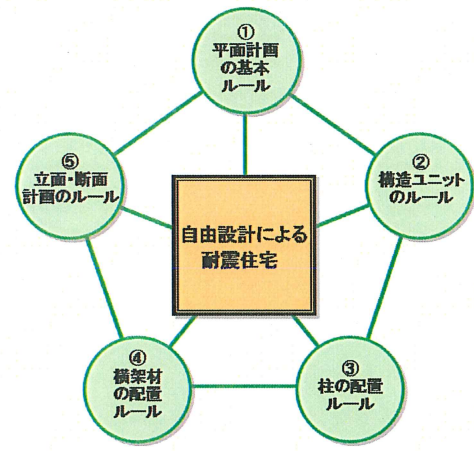 ①
平面計画
の基本
ルール
②
構造ユニット
のルール
③
柱の配置
ルール
④
横架材
の配置
ルール
⑤
立面・断面
計画のルール
自由設計による
耐震住宅